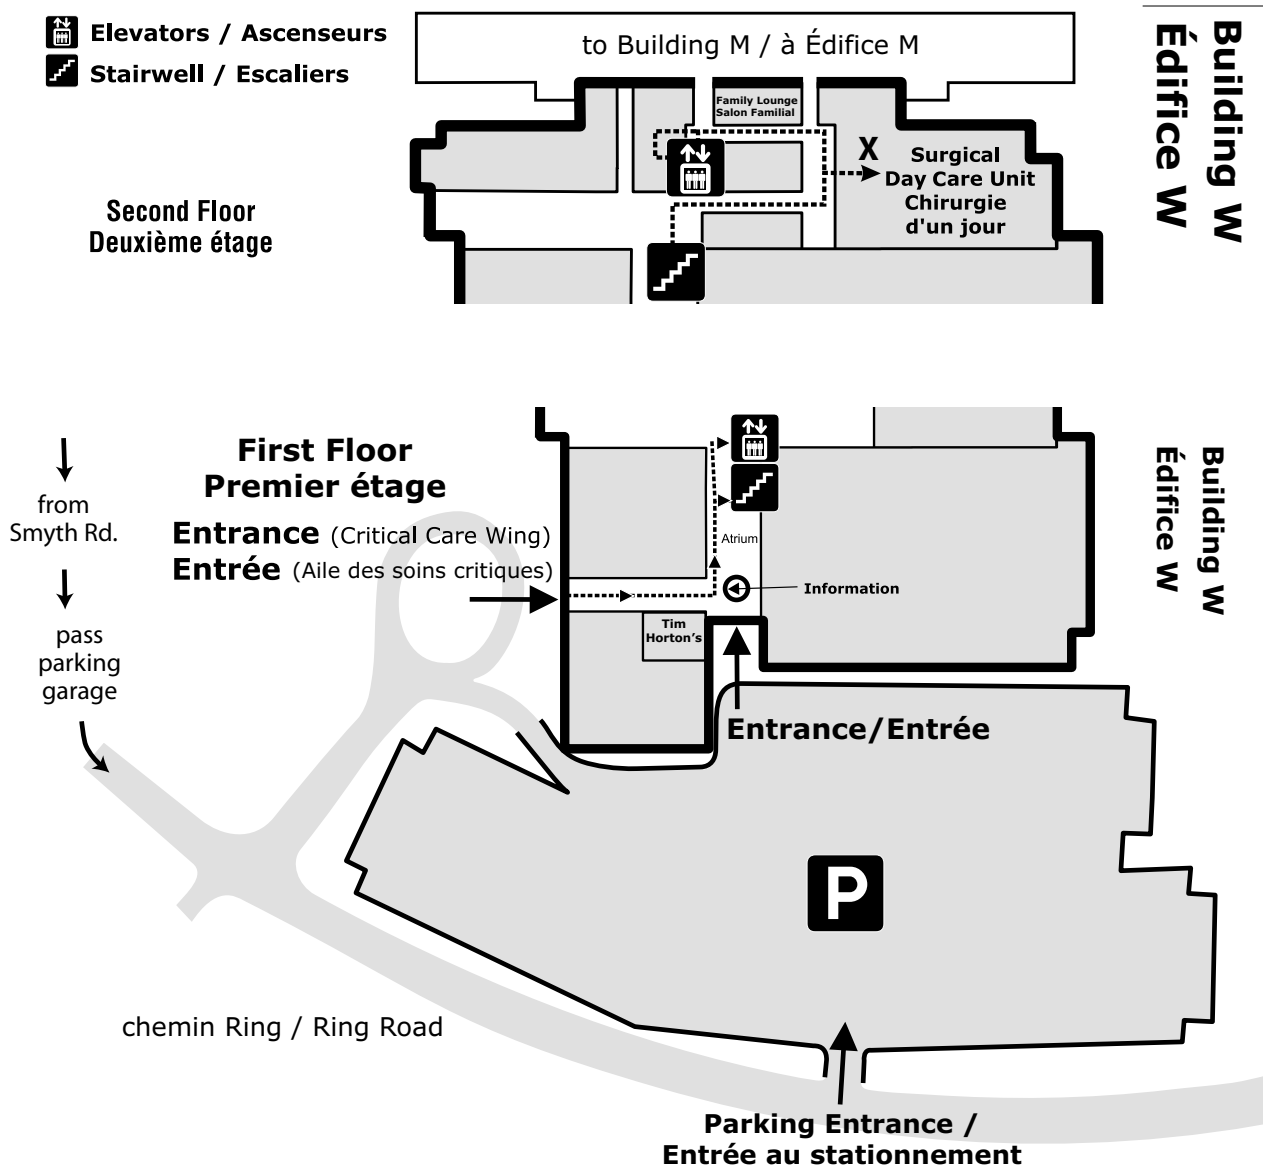 Elevators / Ascenseurs
Stairwell / Escaliers
to Building M / à Édifice M
Building W
Édifice W
Family Lounge
Salon Familial
X
Surgical
Day Care Unit
Chirurgie
d'un jour
Second Floor
Deuxième étage
First Floor
Premier étage
Entrance (Critical Care Wing)
Entrée (Aile des soins critiques)
from
Smyth Rd.
pass
parking
garage
Atrium
Information
Tim
Horton's
Building W
Édifice W
Entrance/Entrée
P
chemin Ring / Ring Road
Parking Entrance /
Entrée au stationnement